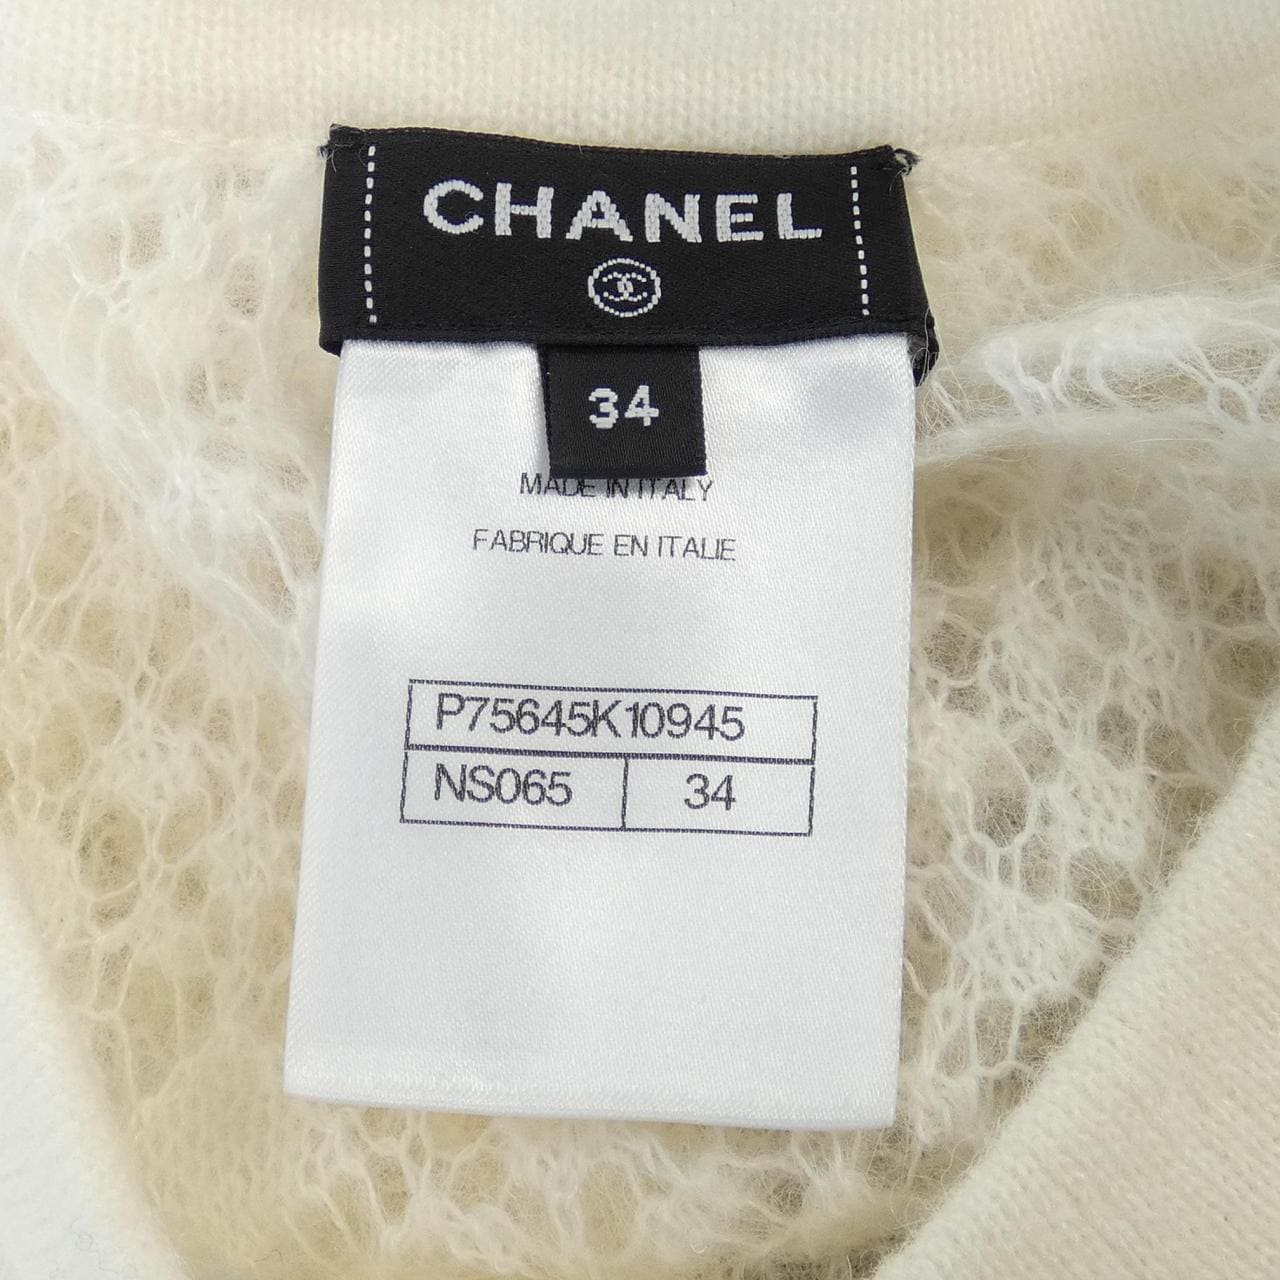 CHANEL
34
MADE IN ITALY
FABRIQUE EN ITALIE
P75645K10945
NS065 34